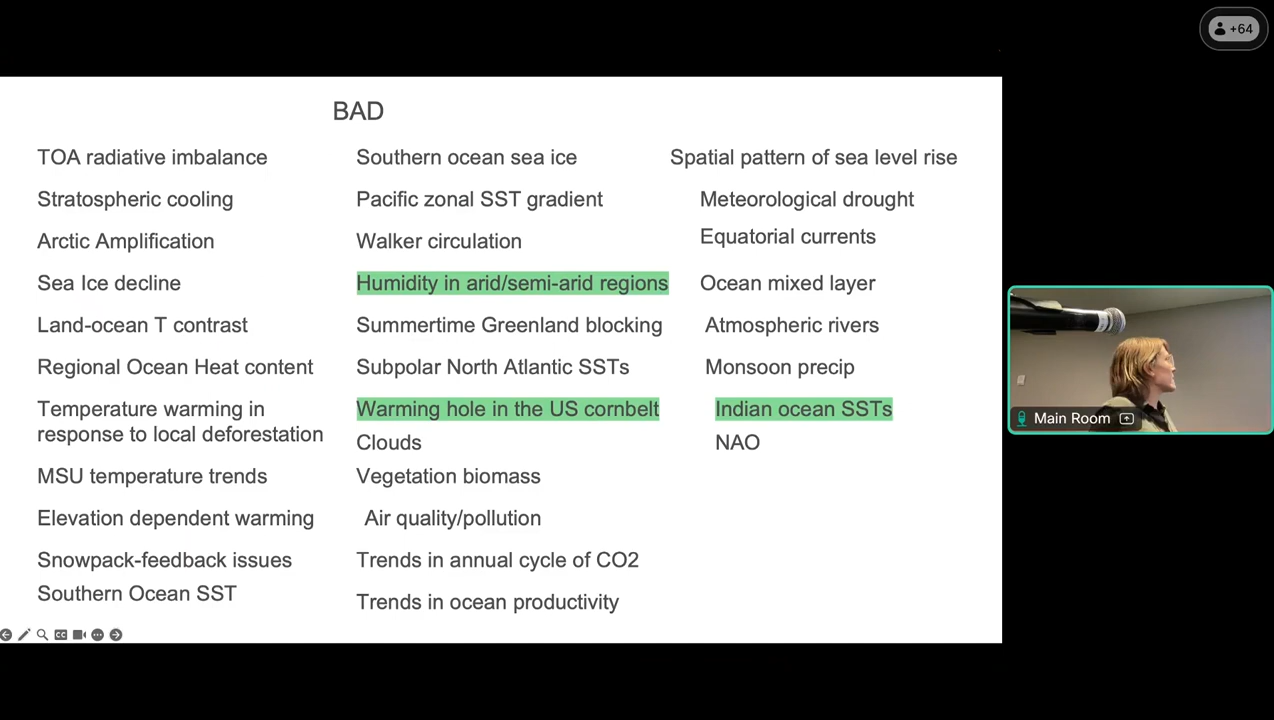 +64
BAD
TOA radiative imbalance
Stratospheric cooling
Arctic Amplification
Sea Ice decline
Land-ocean T contrast
Regional Ocean Heat content
Temperature warming in
response to local deforestation
MSU temperature trends
Elevation dependent warming
Snowpack-feedback issues
Southern Ocean SST
Southern ocean sea ice
Pacific zonal SST gradient
Walker circulation
Humidity in arid/semi-arid regions
Summertime Greenland blocking
Subpolar North Atlantic SSTs
Warming hole in the US cornbelt
Clouds
Vegetation biomass
Air quality/pollution
Trends in annual cycle of CO2
Trends in ocean productivity
Spatial pattern of sea level rise
Meteorological drought
Equatorial currents
Ocean mixed layer
Atmospheric rivers
Monsoon precip
Indian ocean SSTs
NAO
Main Room
CC